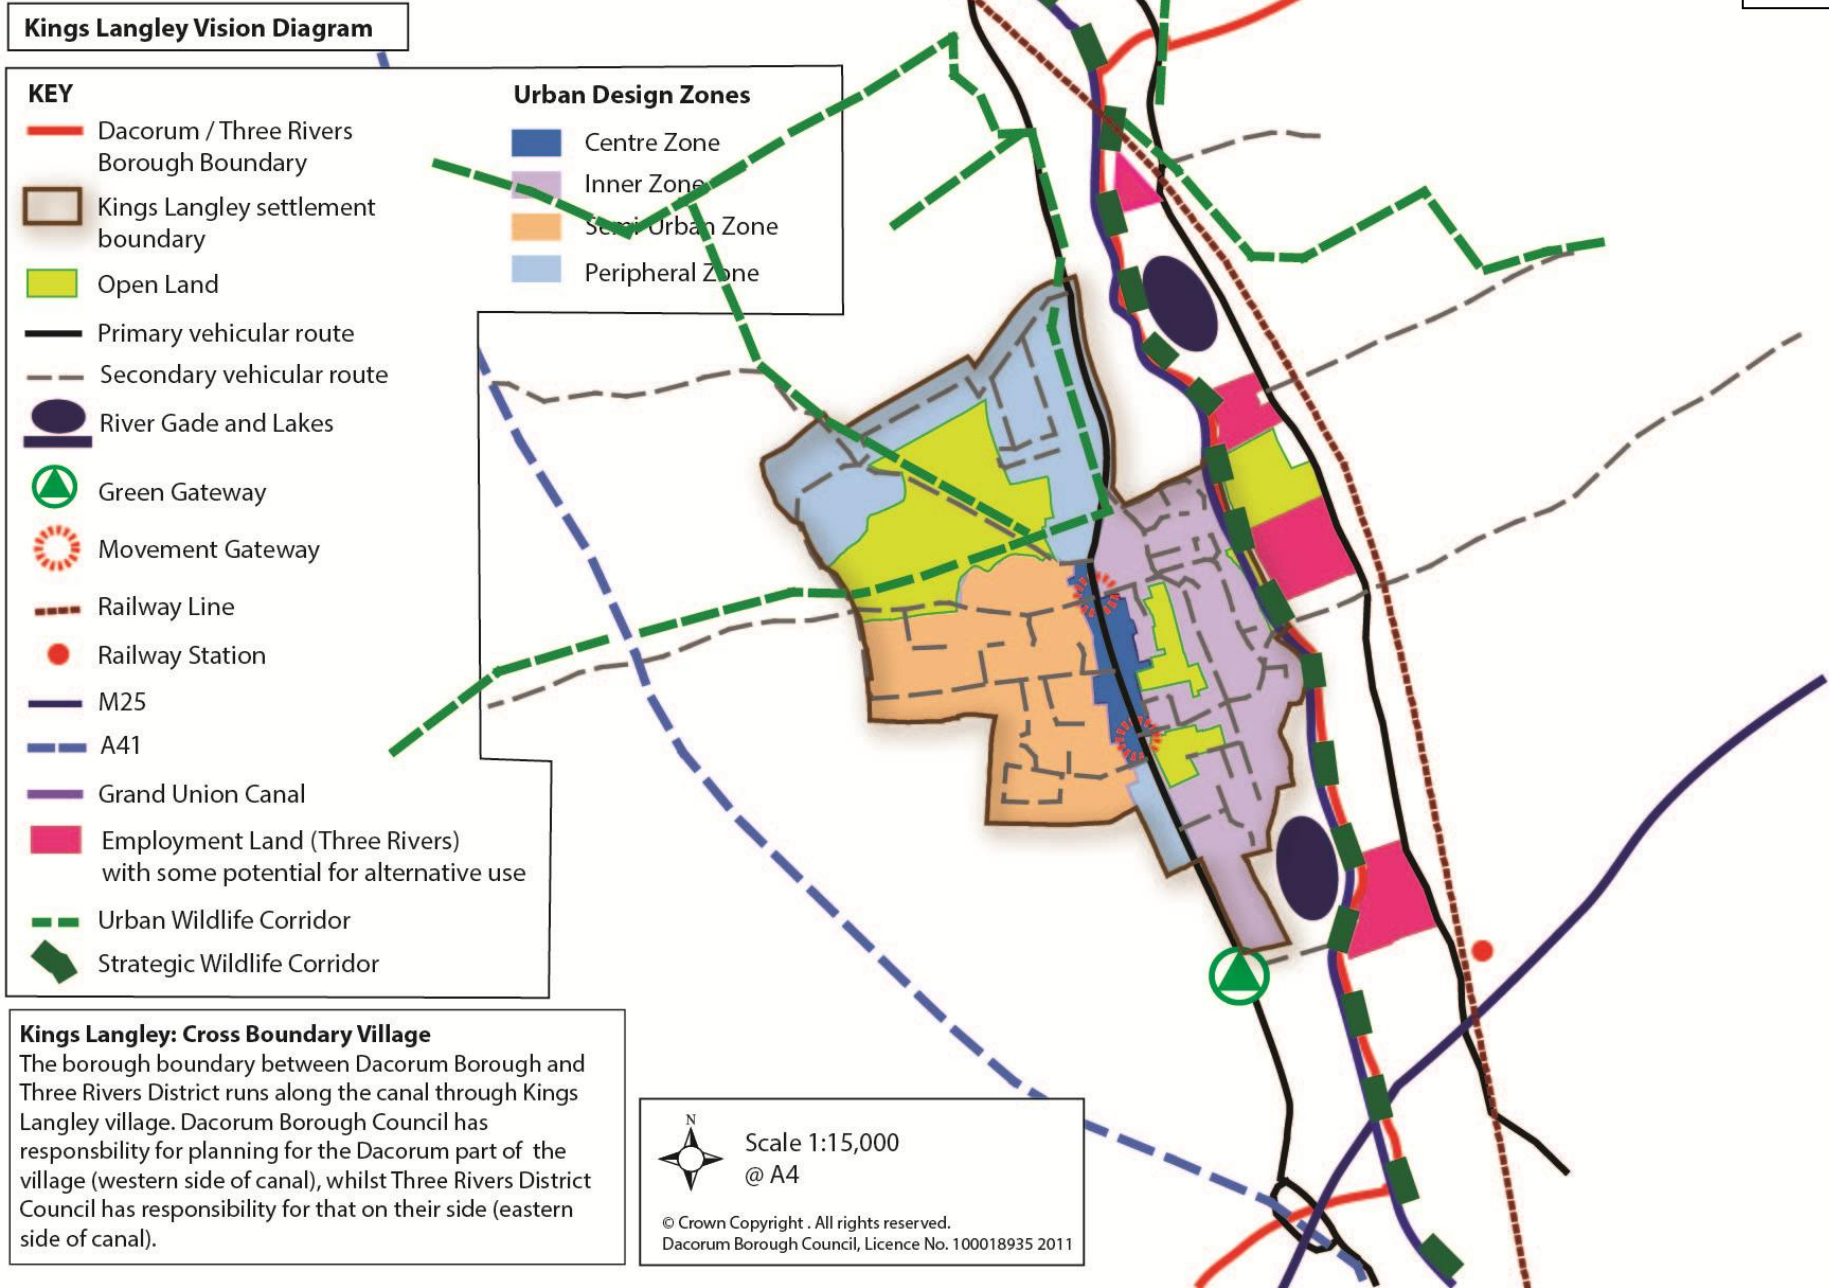 Kings Langley Vision Diagram
KEY
Dacorum / Three Rivers
Borough Boundary
Kings Langley settlement
boundary
Open Land
Primary vehicular route
Secondary vehicular route
River Gade and Lakes
Green Gateway
Movement Gateway
Railway Line
Railway Station
M25
A41
Grand Union Canal
Employment Land (Three Rivers)
with some potential for alternative use
Urban Wildlife Corridor
Strategic Wildlife Corridor
Urban Design Zones
Centre Zone
Inner Zone
Semi-Urban Zone
Peripheral Zone
Kings Langley: Cross Boundary Village
The borough boundary between Dacorum Borough and
Three Rivers District runs along the canal through Kings
Langley village. Dacorum Borough Council has
responsbility for planning for the Dacorum part of the
village (western side of canal), whilst Three Rivers District
Council has responsibility for that on their side (eastern
side of canal).
N
Scale 1:15,000
@ A4
© Crown Copyright . All rights reserved.
Dacorum Borough Council, Licence No. 100018935 2011